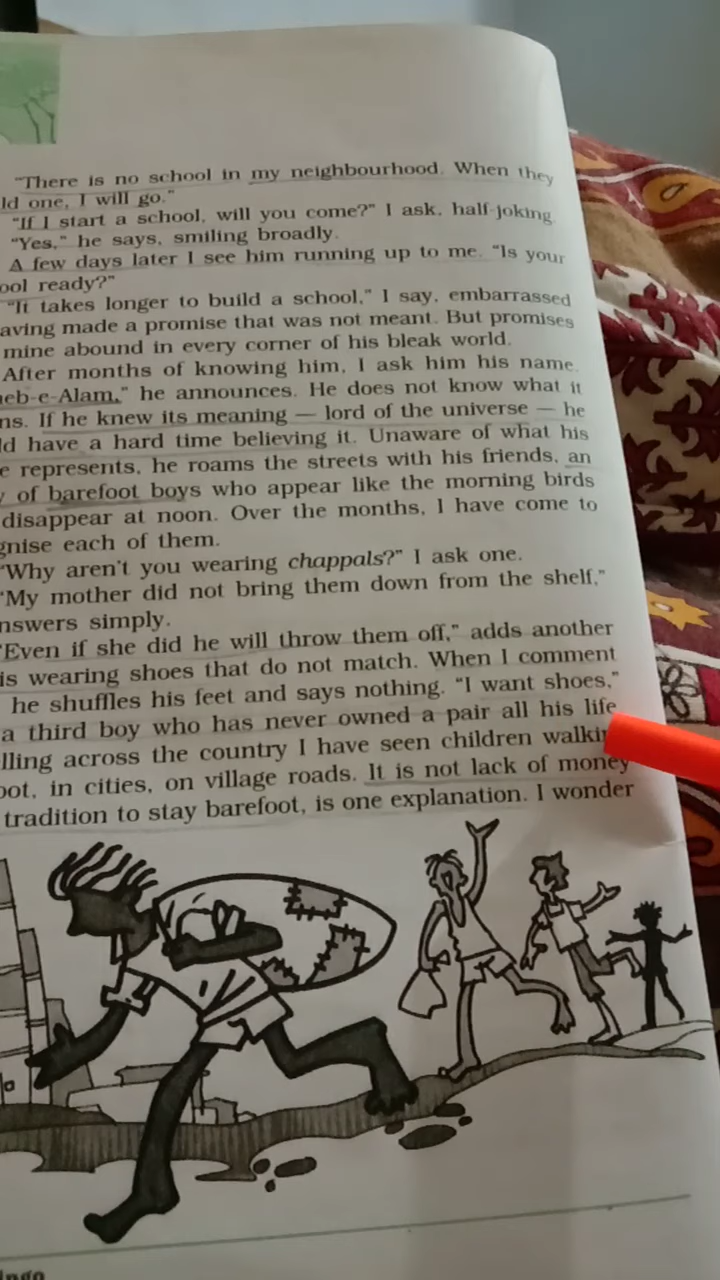 "There is no school in my neighbourhood. When they
ld one, I will go."
"If I start a school, will you come?" I ask, half-joking.
"Yes," he says, smiling broadly.
A few days later I see him running up to me. "Is your
ool ready?"
"It takes longer to build a school," I say, embarrassed
aving made a promise that was not meant. But promises
mine abound in every corner of his bleak world.
After months of knowing him, I ask him his name.
eb-e-Alam," he announces. He does not know what it
ns. If he knew its meaning — lord of the universe — he
ld have a hard time believing it. Unaware of what his
e represents, he roams the streets with his friends, an
y of barefoot boys who appear like the morning birds
disappear at noon. Over the months, I have come to
gnise each of them.
"Why aren't you wearing chappals?" I ask one.
"My mother did not bring them down from the shelf,"
nswers simply.
"Even if she did he will throw them off," adds another
is wearing shoes that do not match. When I comment
he shuffles his feet and says nothing. "I want shoes,"
a third boy who has never owned a pair all his life
lling across the country I have seen children walki
oot, in cities, on village roads. It is not lack of money
tradition to stay barefoot, is one explanation. I wonder